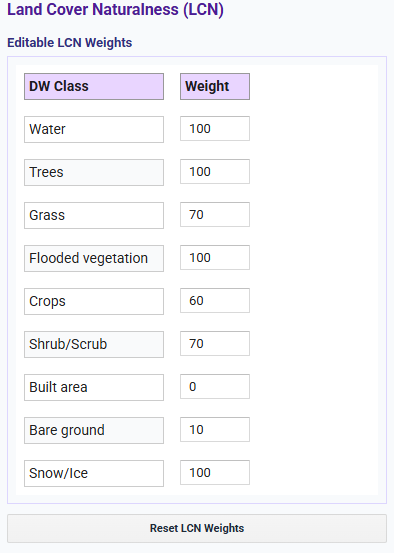 Land Cover Naturalness (LCN)
Editable LCN Weights
DW Class Weight
Water 100
Trees 100
Grass 70
Flooded vegetation 100
Crops 60
Shrub/Scrub 70
Built area 0
Bare ground 10
Snow/Ice 100
Reset LCN Weights